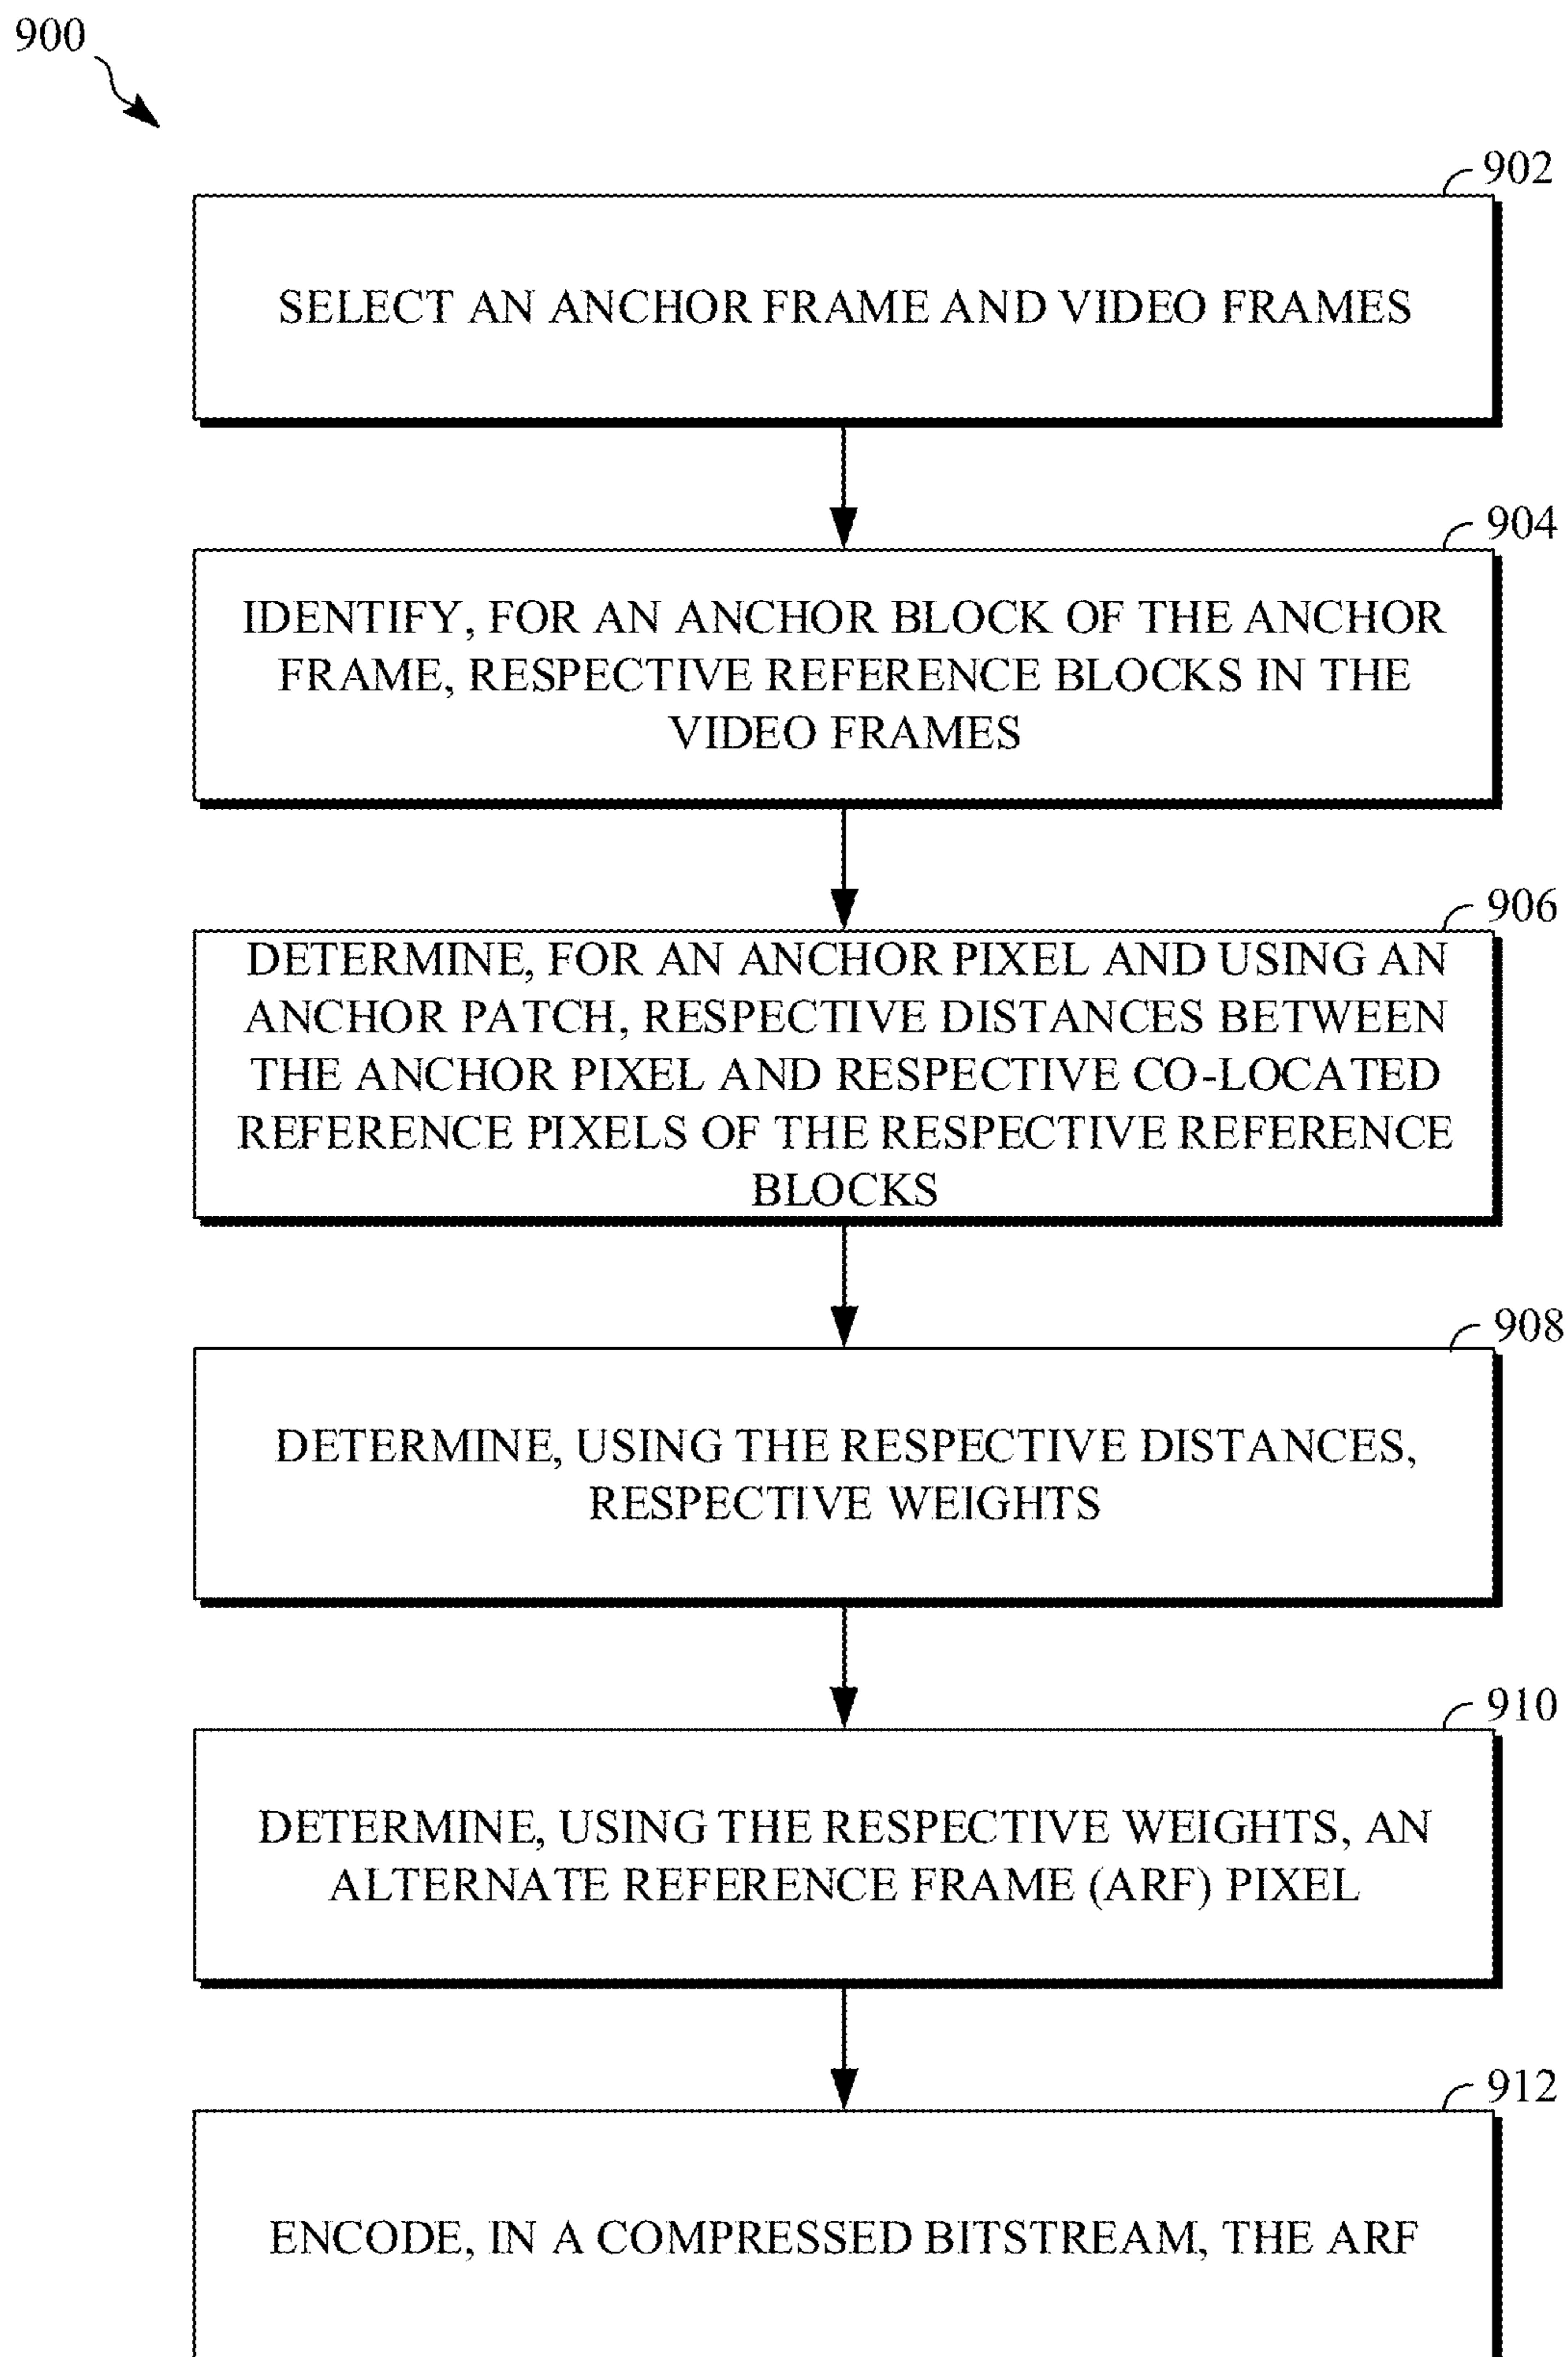 900
902
SELECT AN ANCHOR FRAME AND VIDEO FRAMES
904
IDENTIFY, FOR AN ANCHOR BLOCK OF THE ANCHOR
FRAME, RESPECTIVE REFERENCE BLOCKS IN THE
VIDEO FRAMES
906
DETERMINE, FOR AN ANCHOR PIXEL AND USING AN
ANCHOR PATCH, RESPECTIVE DISTANCES BETWEEN
THE ANCHOR PIXEL AND RESPECTIVE CO-LOCATED
REFERENCE PIXELS OF THE RESPECTIVE REFERENCE
BLOCKS
908
DETERMINE, USING THE RESPECTIVE DISTANCES,
RESPECTIVE WEIGHTS
910
DETERMINE, USING THE RESPECTIVE WEIGHTS, AN
ALTERNATE REFERENCE FRAME (ARF) PIXEL
912
ENCODE, IN A COMPRESSED BITSTREAM, THE ARF